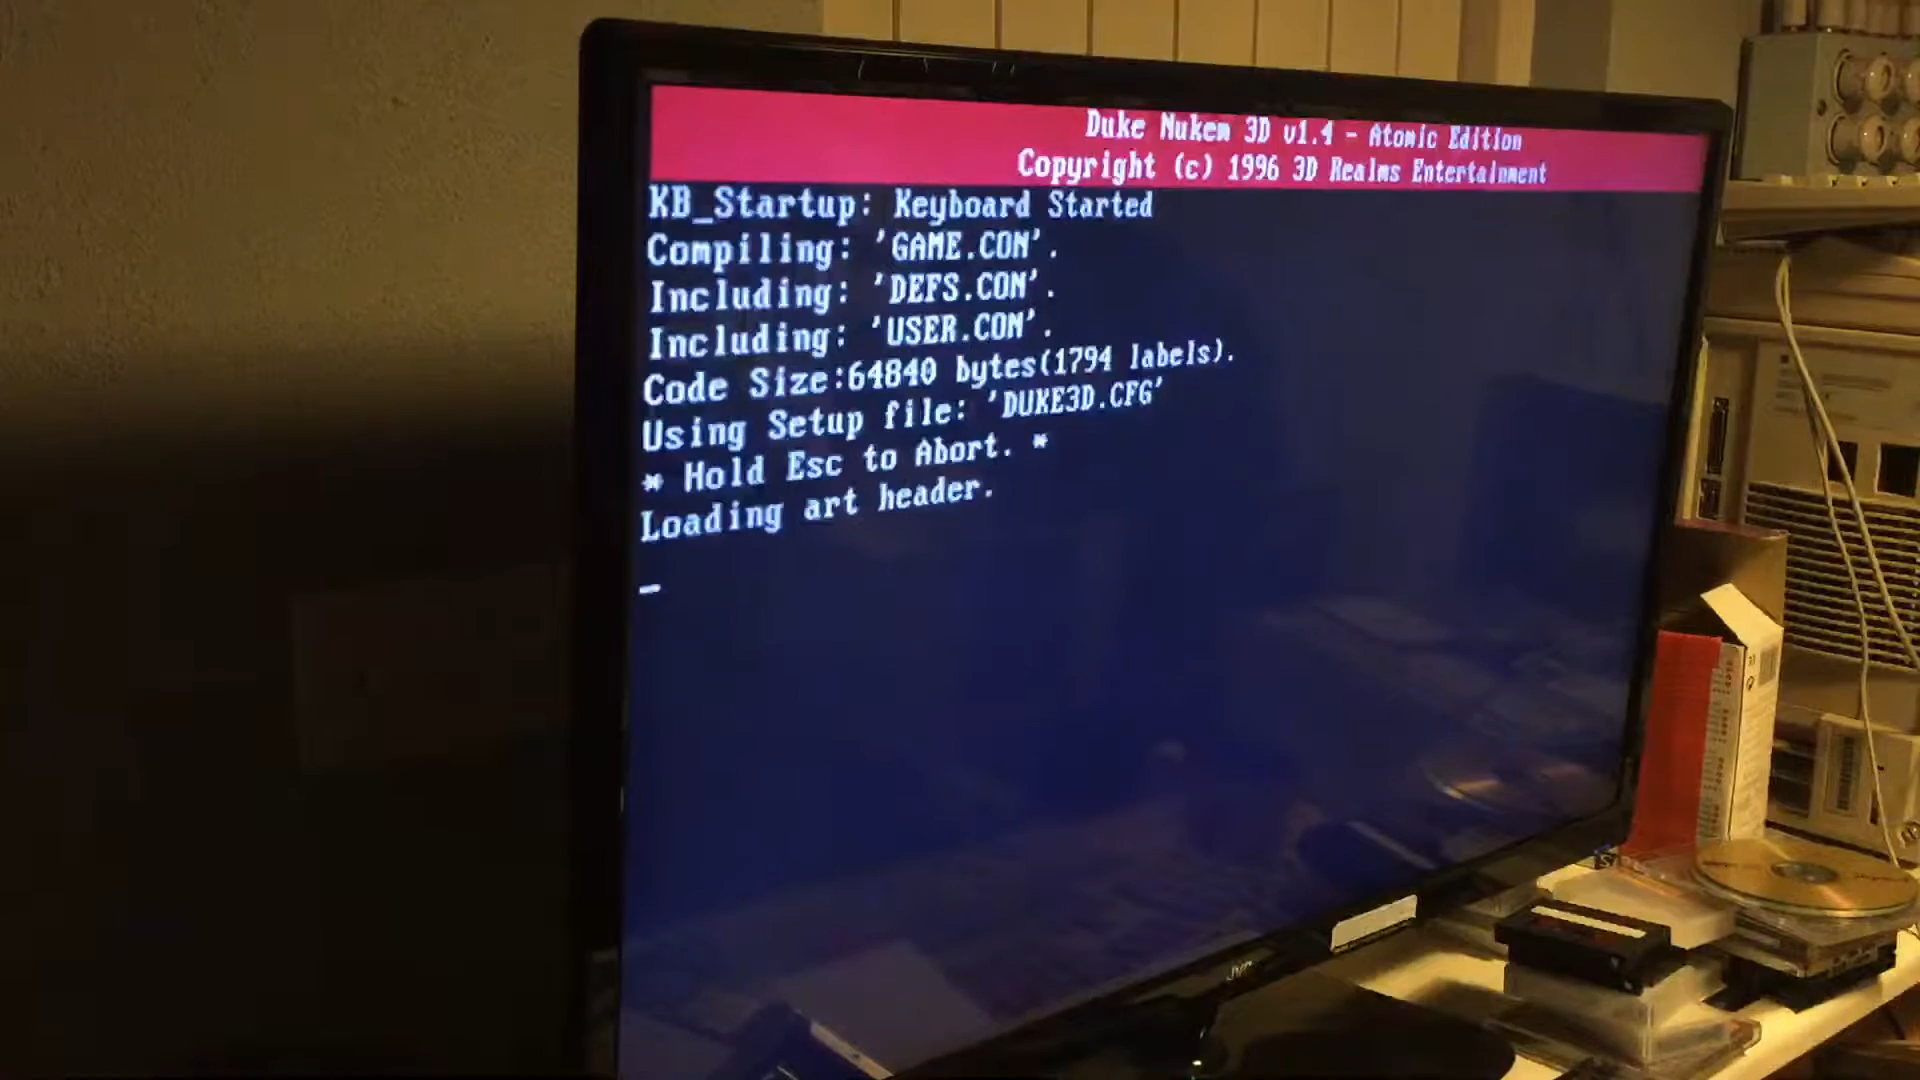 Duke Nukem 3D v1.4 - Atomic Edition
Copyright (c) 1996 3D Realms Entertainment
KB_Startup: Keyboard Started
Compiling: 'GAME.CON'.
Including: 'DEFS.CON'.
Including: 'USER.CON'.
Code Size:64840 bytes(1794 labels).
Using Setup file: 'DUKE3D.CFG'
* Hold Esc to Abort. *
Loading art header.
_
JVC